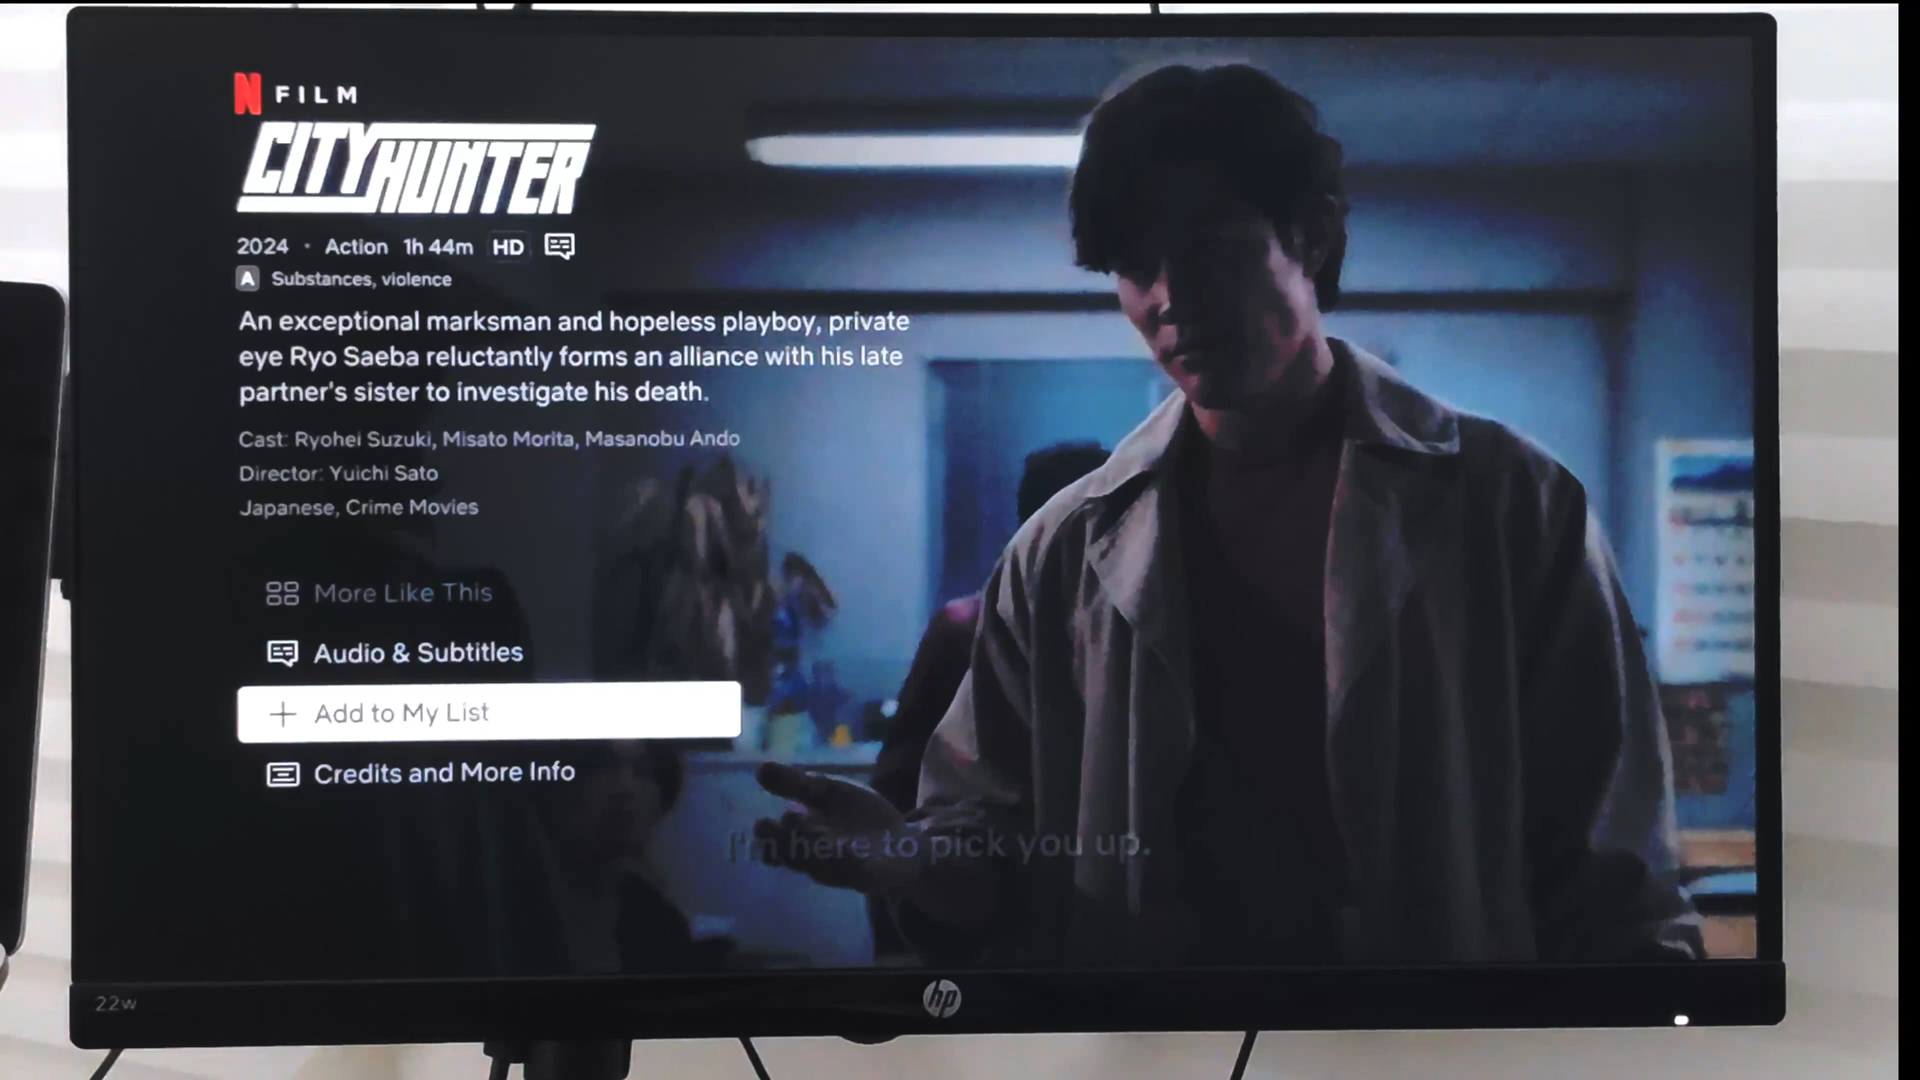 N FILM
CITY HUNTER
2024 • Action 1h 44m HD
A Substances, violence
An exceptional marksman and hopeless playboy, private
eye Ryo Saeba reluctantly forms an alliance with his late
partner's sister to investigate his death.
Cast: Ryohei Suzuki, Misato Morita, Masanobu Ando
Director: Yuichi Sato
Japanese, Crime Movies
More Like This
Audio & Subtitles
+ Add to My List
Credits and More Info
I'm here to pick you up.
22w
hp